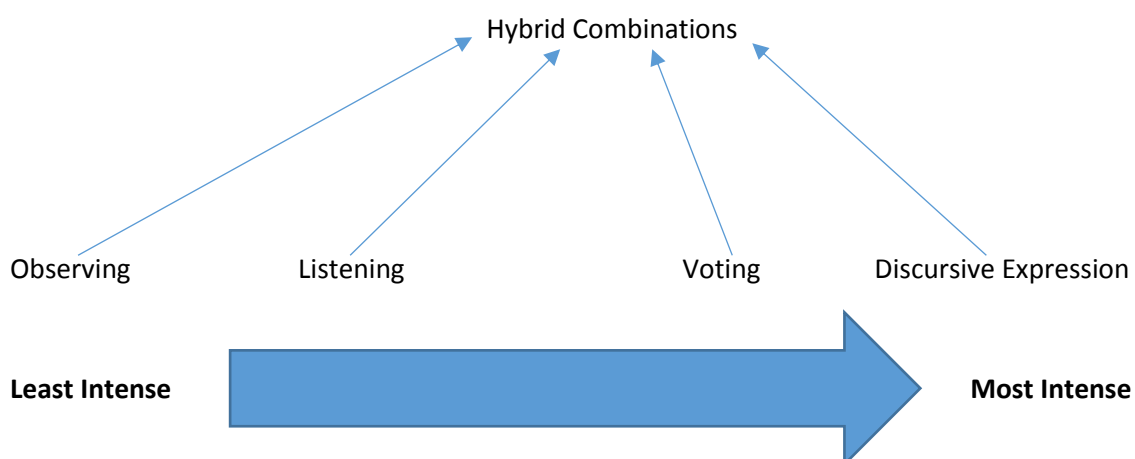 Hybrid Combinations
Observing
Listening
Voting
Discursive Expression
Least Intense
Most Intense